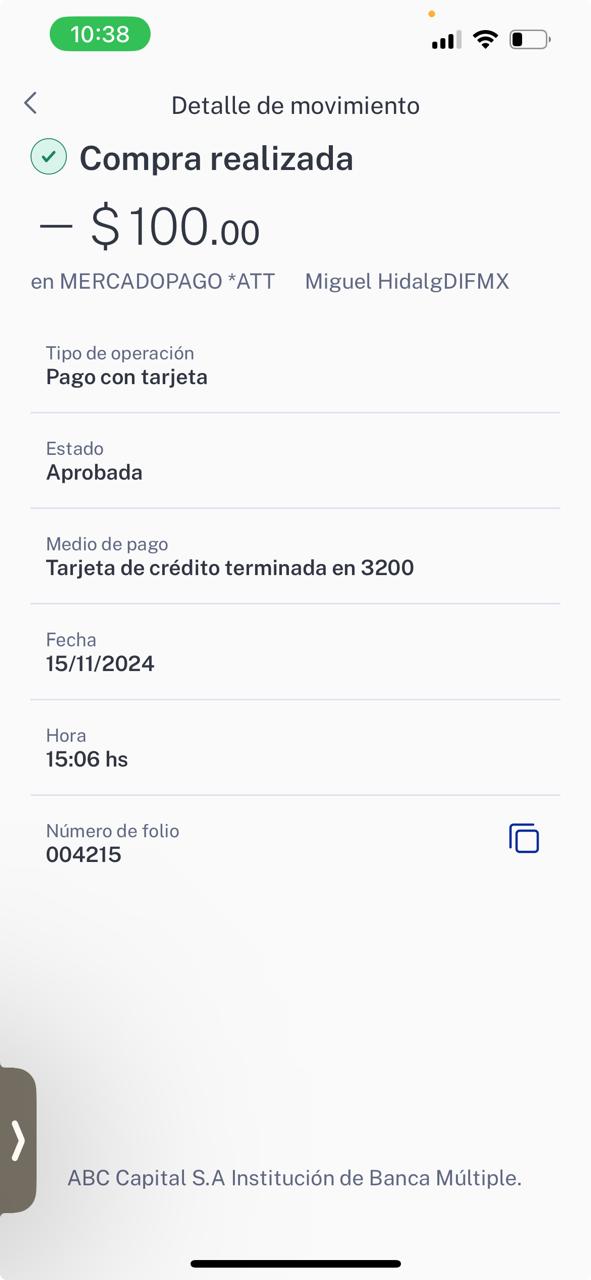 10:38
Detalle de movimiento
Compra realizada
— $100.00
en MERCADOPAGO *ATT Miguel HidalgDIFMX
Tipo de operación
Pago con tarjeta
Estado
Aprobada
Medio de pago
Tarjeta de crédito terminada en 3200
Fecha
15/11/2024
Hora
15:06 hs
Número de folio
004215
ABC Capital S.A Institución de Banca Múltiple.